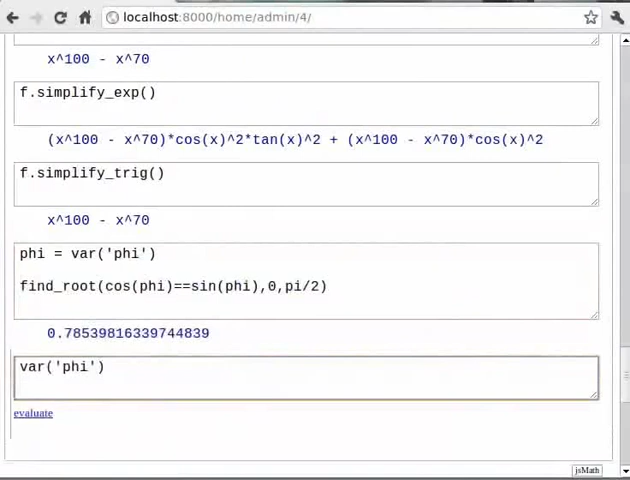 localhost:8000/home/admin/4/
x^100 - x^70
f.simplify_exp()
(x^100 - x^70)*cos(x)^2*tan(x)^2 + (x^100 - x^70)*cos(x)^2
f.simplify_trig()
x^100 - x^70
phi = var('phi')
find_root(cos(phi)==sin(phi),0,pi/2)
0.78539816339744839
var('phi')
evaluate
jsMath